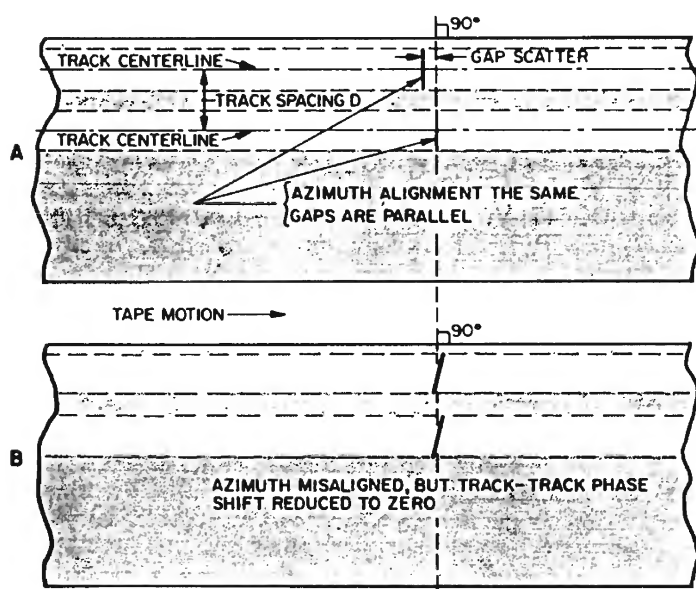 90°
TRACK CENTERLINE
GAP SCATTER
TRACK SPACING D
TRACK CENTERLINE
A
AZIMUTH ALIGNMENT THE SAME
GAPS ARE PARALLEL
TAPE MOTION
90°
B
AZIMUTH MISALIGNED, BUT TRACK-TRACK PHASE
SHIFT REDUCED TO ZERO